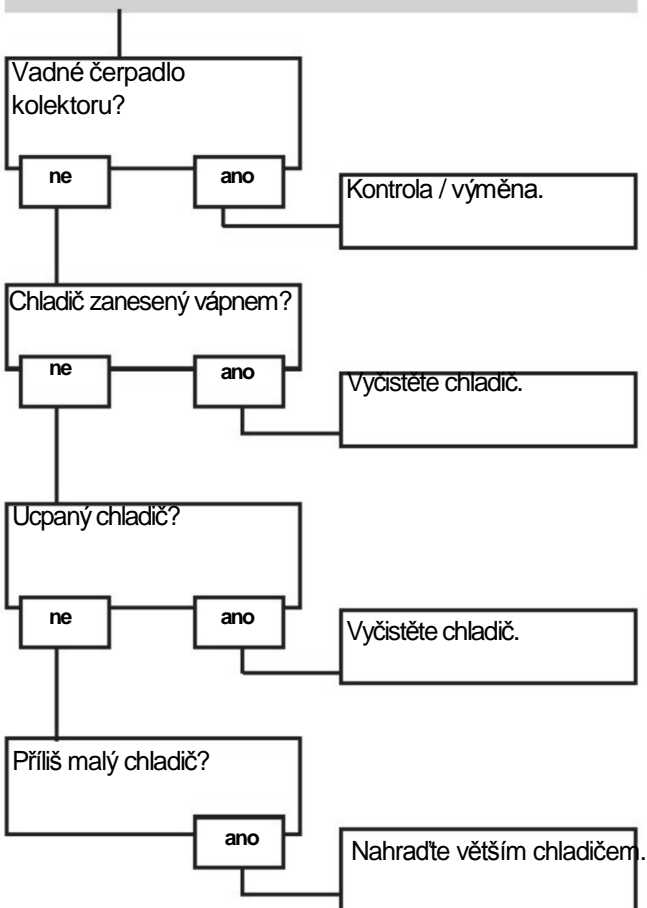 Vadné čerpadlo
kolektoru?
ne
ano
Kontrola / výměna.
Chladič zanesený vápnem?
ne
ano
Vyčistěte chladič.
Ucpaný chladič?
ne
ano
Vyčistěte chladič.
Příliš malý chladič?
ano
Nahraďte větším chladičem.